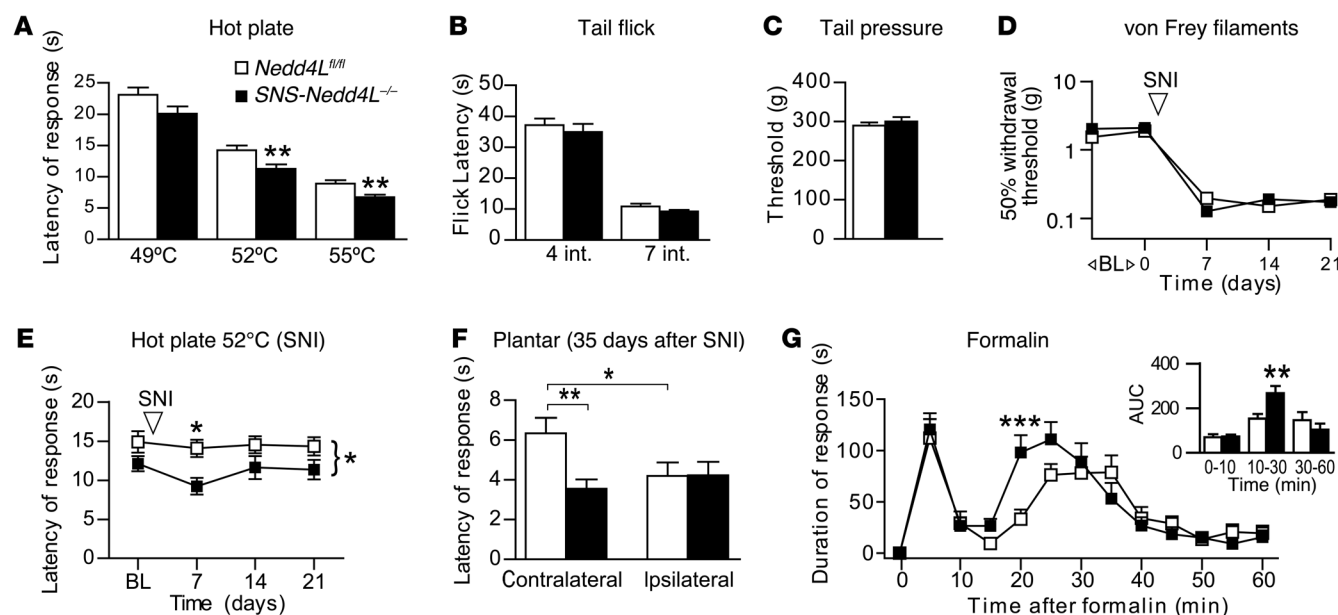 A
Hot plate
Latency of response (s)
25
20
15
10
5
0
Nedd4L^fl/fl
SNS-Nedd4L^–/–
**
**
49ºC
52ºC
55ºC
B
Tail flick
Flick Latency (s)
50
40
30
20
10
0
4 int.
7 int.
C
Tail pressure
Threshold (g)
400
300
200
100
0
D
von Frey filaments
50% withdrawal
threshold (g)
10
1
0.1
SNI
◁BL▷
0
7
14
21
Time (days)
E
Hot plate 52°C (SNI)
Latency of response (s)
20
15
10
5
0
SNI
*
*
BL
7
14
21
Time (days)
F
Plantar (35 days after SNI)
Latency of response (s)
8
6
4
2
0
*
**
Contralateral
Ipsilateral
G
Formalin
Duration of response (s)
150
100
50
0
***
0
10
20
30
40
50
60
Time after formalin (min)
AUC
400
200
0
**
0-10
10-30
30-60
Time (min)